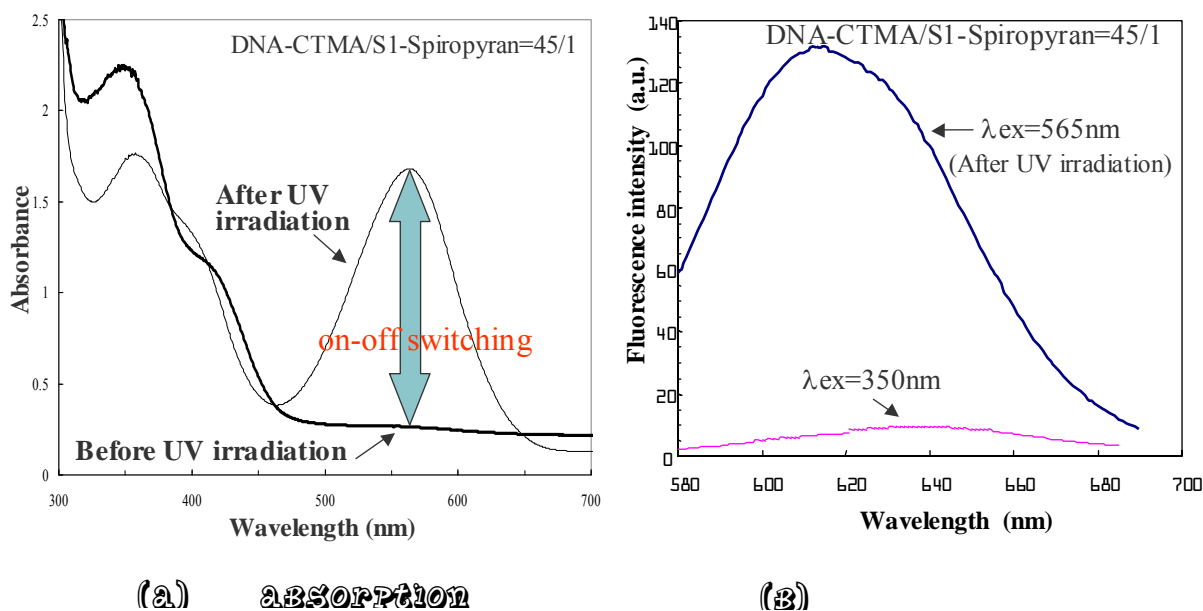 DNA-CTMA/S1-Spiropyran=45/1
2.5
2
1.5
1
0.5
0
Absorbance
After UV
irradiation
on-off switching
Before UV irradiation
300
400
500
600
700
Wavelength (nm)
(a) absorption
DNA-CTMA/S1-Spiropyran=45/1
140
120
100
80
60
40
20
0
Fluorescence intensity (a.u.)
λex=565nm
(After UV irradiation)
λex=350nm
580
600
620
640
660
680
700
Wavelength (nm)
(B)